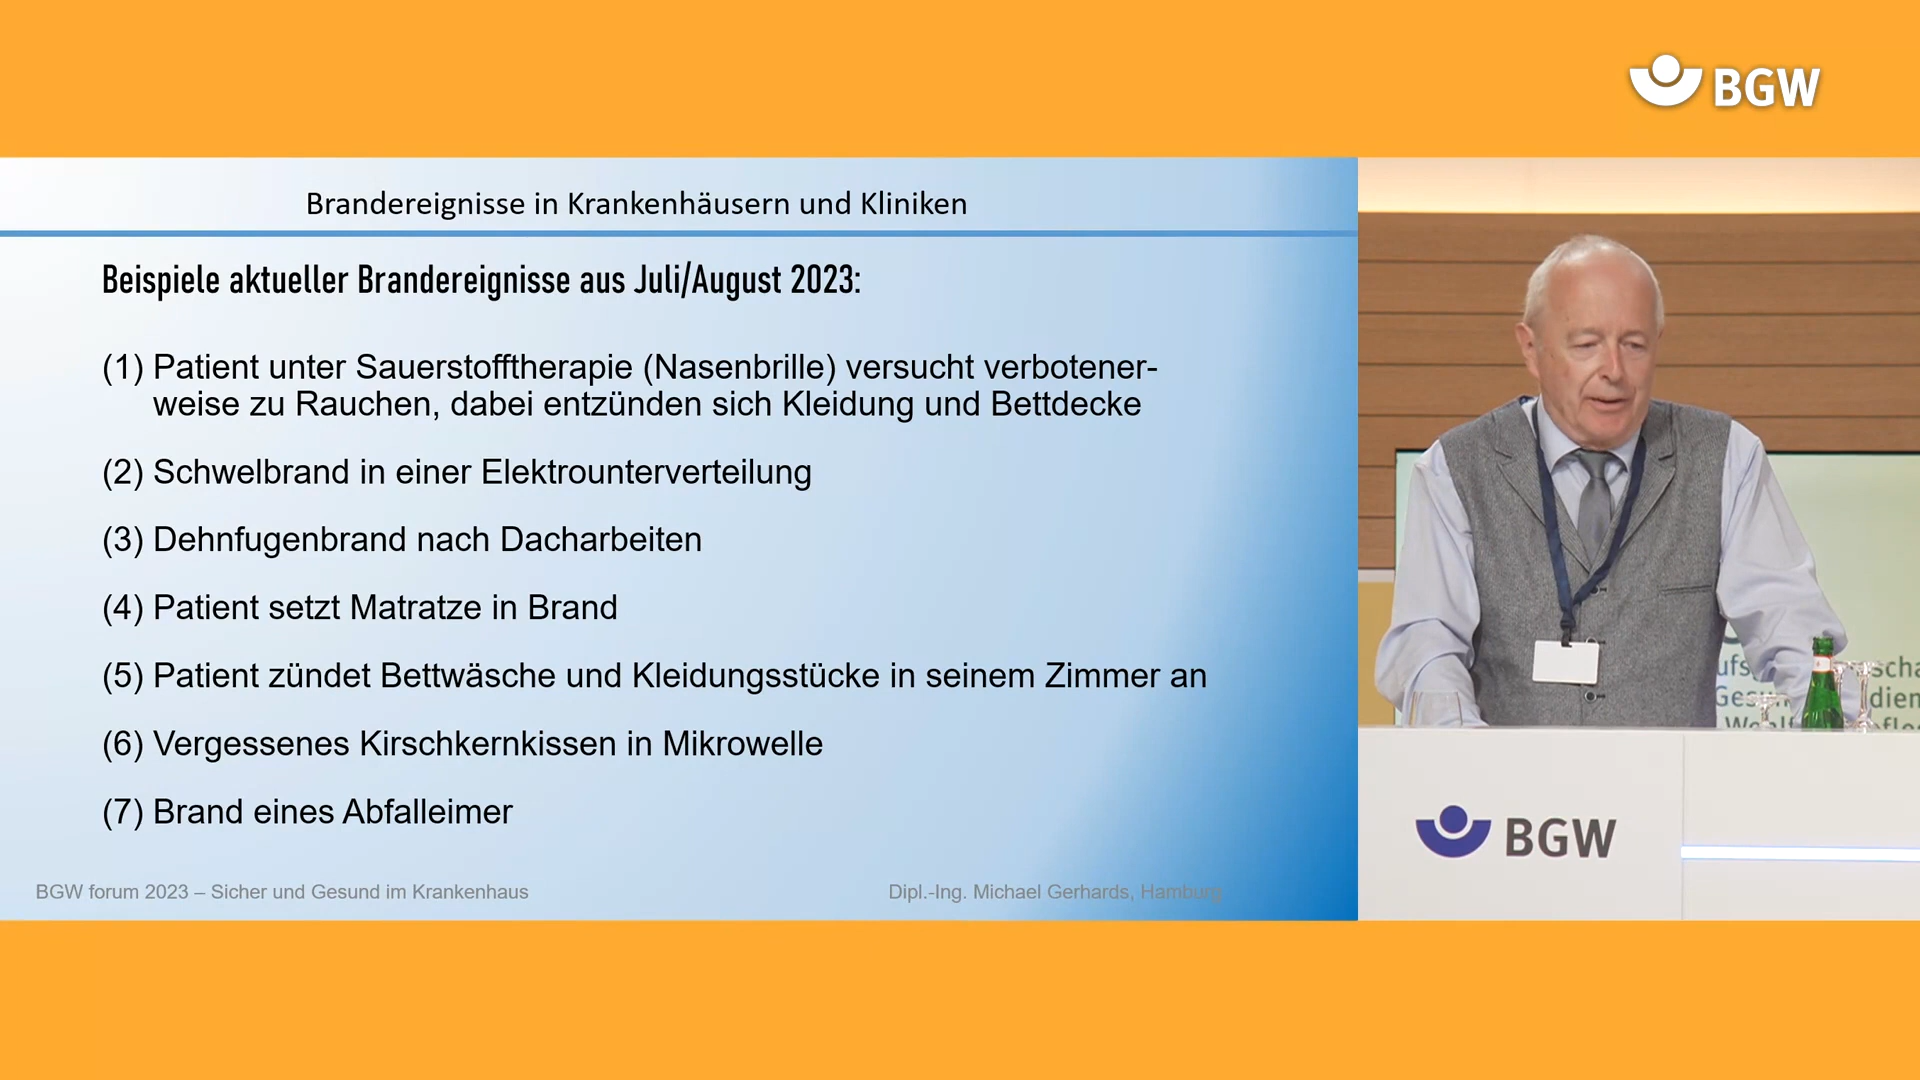 BGW
Brandereignisse in Krankenhäusern und Kliniken
Beispiele aktueller Brandereignisse aus Juli/August 2023:
(1) Patient unter Sauerstofftherapie (Nasenbrille) versucht verbotener-
weise zu Rauchen, dabei entzünden sich Kleidung und Bettdecke
(2) Schwelbrand in einer Elektrounterverteilung
(3) Dehnfugenbrand nach Dacharbeiten
(4) Patient setzt Matratze in Brand
(5) Patient zündet Bettwäsche und Kleidungsstücke in seinem Zimmer an
(6) Vergessenes Kirschkernkissen in Mikrowelle
(7) Brand eines Abfalleimer
BGW forum 2023 – Sicher und Gesund im Krankenhaus
Dipl.-Ing. Michael Gerhards, Hamburg
BGW